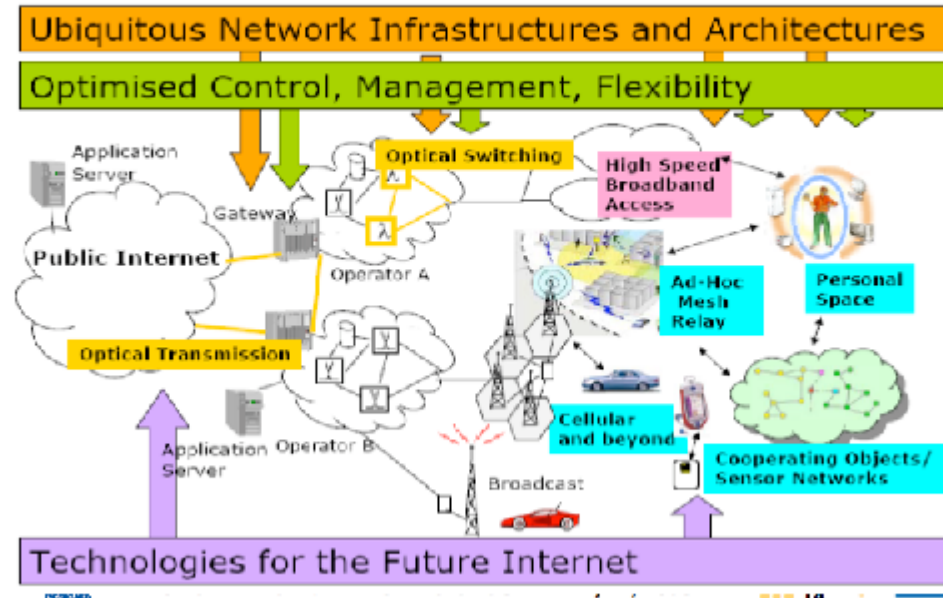 Ubiquitous Network Infrastructures and Architectures
Optimised Control, Management, Flexibility
Application
Server
Optical Switching
High Speed
Broadband
Access
Gateway
λ
λ
Public Internet
Operator A
Ad-Hoc
Mesh
Relay
Personal
Space
Optical Transmission
Application
Server
Operator B
Cellular
and beyond
Cooperating Objects/
Sensor Networks
Broadcast
Technologies for the Future Internet